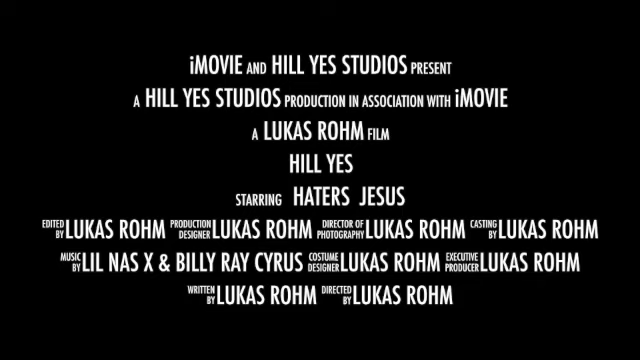 iMOVIE AND HILL YES STUDIOS PRESENT
A HILL YES STUDIOS PRODUCTION IN ASSOCIATION WITH iMOVIE
A LUKAS ROHM FILM
HILL YES
STARRING HATERS JESUS
EDITED BY LUKAS ROHM PRODUCTION DESIGNER LUKAS ROHM DIRECTOR OF PHOTOGRAPHY LUKAS ROHM CASTING BY LUKAS ROHM
MUSIC BY LIL NAS X & BILLY RAY CYRUS COSTUME DESIGNER LUKAS ROHM EXECUTIVE PRODUCER LUKAS ROHM
WRITTEN BY LUKAS ROHM DIRECTED BY LUKAS ROHM